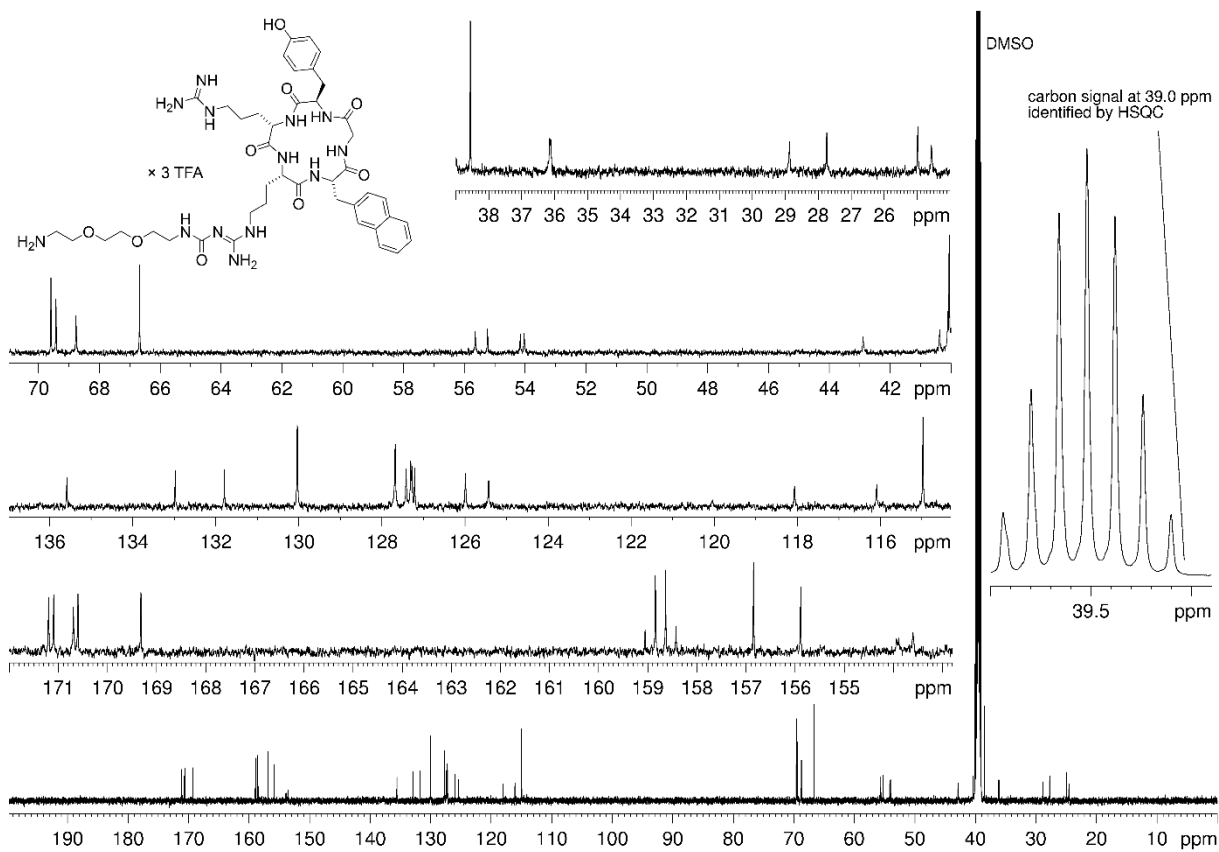 HO
NH
H2N
N
H
O
O
N
H
NH
O
HN
O
NH
NH
HN
O
O
× 3 TFA
H2N
O
O
H
N
O
N
H
N
NH2
DMSO
carbon signal at 39.0 ppm
identified by HSQC
38 36 35 34 33 32 31 30 29 28 27 26 ppm
70 68 66 64 62 60 58 56 54 52 50 48 46 44 42 ppm
136 134 132 130 128 126 124 122 120 118 116 ppm
39.5 ppm
171 170 169 168 167 166 165 164 163 162 161 160 159 158 157 156 155 ppm
190 180 170 160 150 140 130 120 110 100 90 80 70 60 50 40 30 20 10 ppm